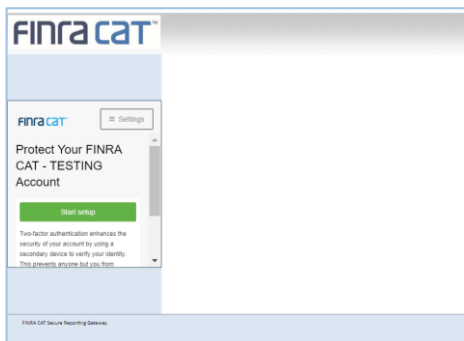 FINRA CAT™
FINRA CAT
≡ Settings
Protect Your FINRA
CAT - TESTING
Account
Start setup
Two-factor authentication enhances the
security of your account by using a
secondary device to verify your identity.
This prevents anyone but you from
FINRA CAT Secure Reporting Gateway